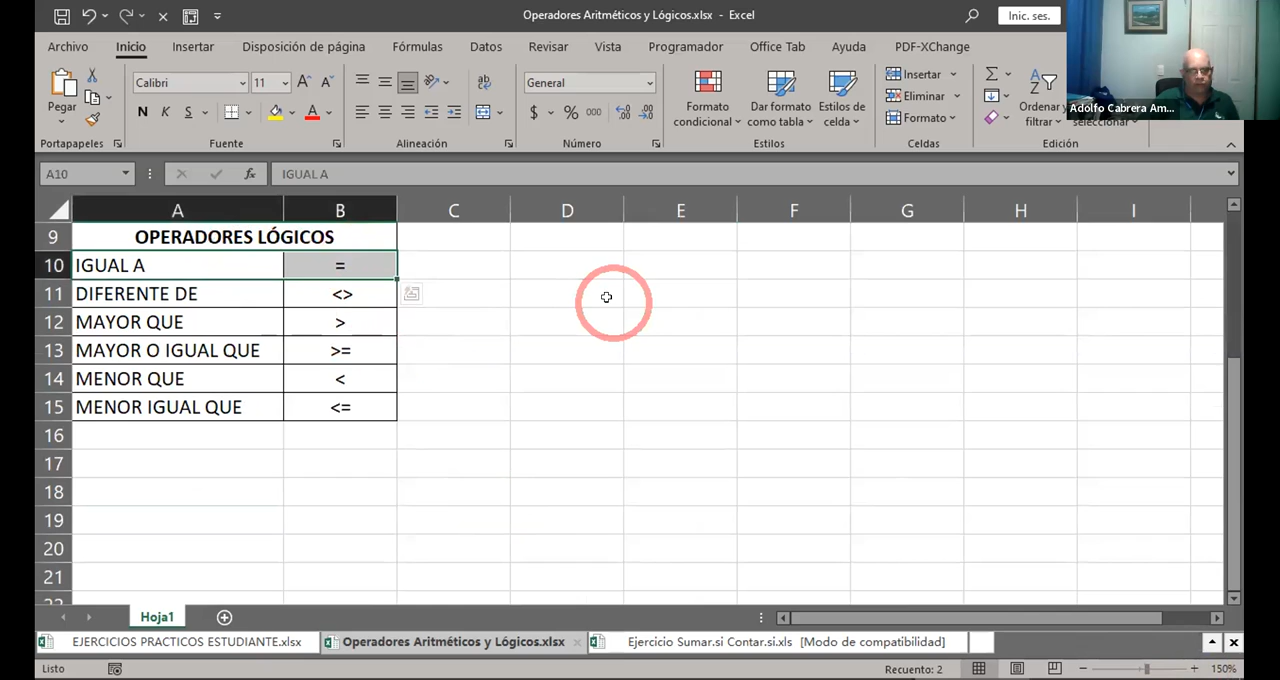 Operadores Aritméticos y Lógicos.xlsx - Excel
Inic. ses.
Archivo Inicio Insertar Disposición de página Fórmulas Datos Revisar Vista Programador Office Tab Ayuda PDF-XChange
Pegar
Calibri 11
N K S
General
$ % 000
Formato condicional
Dar formato como tabla
Estilos de celda
Insertar
Eliminar
Formato
Ordenar y filtrar
seleccionar
Adolfo Cabrera Am...
Portapapeles Fuente Alineación Número Estilos Celdas Edición
A10 fx IGUAL A
A B C D E F G H I
9 OPERADORES LÓGICOS
10 IGUAL A =
11 DIFERENTE DE <>
12 MAYOR QUE >
13 MAYOR O IGUAL QUE >=
14 MENOR QUE <
15 MENOR IGUAL QUE <=
16
17
18
19
20
21
Hoja1
EJERCICIOS PRACTICOS ESTUDIANTE.xlsx Operadores Aritméticos y Lógicos.xlsx Ejercicio Sumar.si Contar.si.xls [Modo de compatibilidad]
Listo Recuento: 2 150%